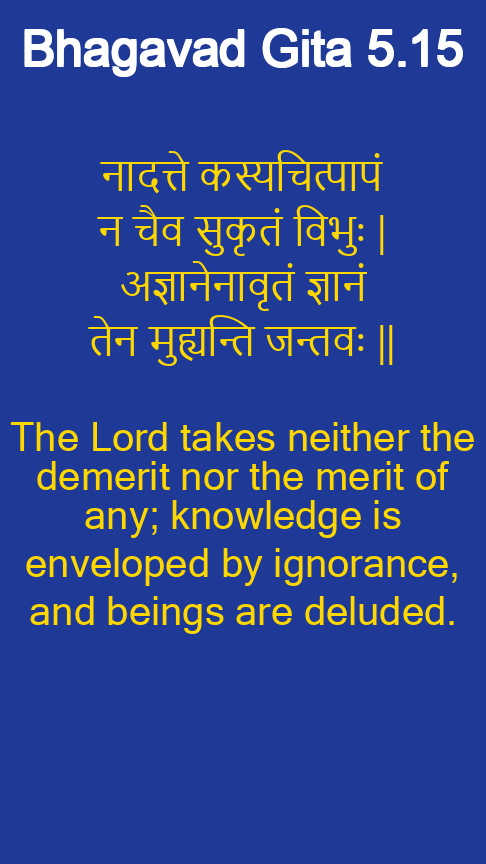 Bhagavad Gita 5.15
नादत्ते कस्यचित्पापं
न चैव सुकृतं विभुः |
अज्ञानेनावृतं ज्ञानं
तेन मुह्यन्ति जन्तवः ||
The Lord takes neither the
demerit nor the merit of
any; knowledge is
enveloped by ignorance,
and beings are deluded.